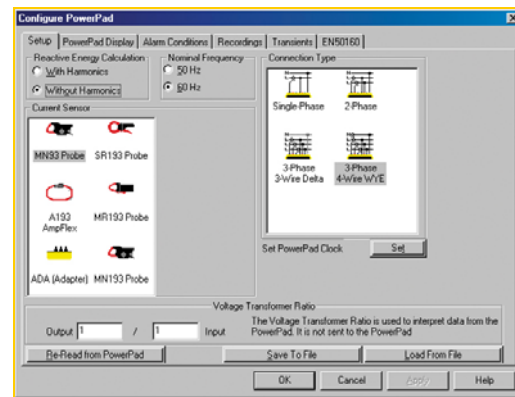 Configure PowerPad
Setup | PowerPad Display | Alarm Conditions | Recordings | Transients | EN50160
Reactive Energy Calculation
With Harmonics
Without Harmonics
Nominal Frequency
50 Hz
60 Hz
Connection Type
Single-Phase
2-Phase
3-Phase
3-Wire Delta
3-Phase
4-Wire WYE
Current Sensor
MN93 Probe
SR193 Probe
A193
AmpFlex
MR193 Probe
ADA (Adapter)
MN193 Probe
Set PowerPad Clock
Set
Voltage Transformer Ratio
Output 1 / 1 Input
The Voltage Transformer Ratio is used to interpret data from the
PowerPad. It is not sent to the PowerPad
Re-Read from PowerPad
Save To File
Load From File
OK
Cancel
Apply
Help